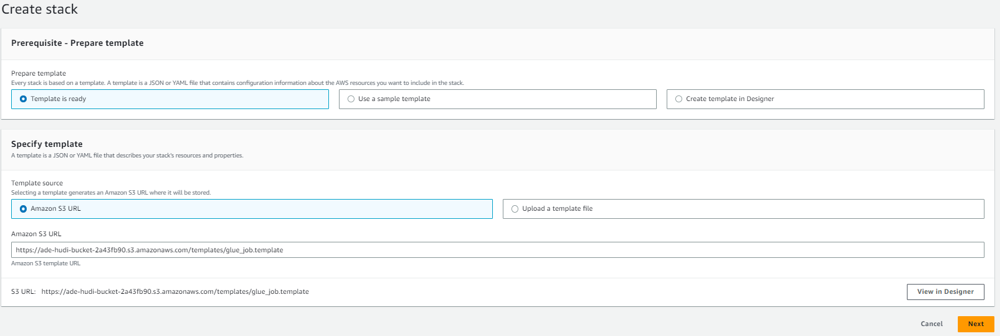 Create stack
Prerequisite - Prepare template
Prepare template
Every stack is based on a template. A template is a JSON or YAML file that contains configuration information about the AWS resources you want to include in the stack.
Template is ready
Use a sample template
Create template in Designer
Specify template
A template is a JSON or YAML file that describes your stack's resources and properties.
Template source
Selecting a template generates an Amazon S3 URL where it will be stored.
Amazon S3 URL
Upload a template file
Amazon S3 URL
https://ade-hudi-bucket-2a43fb90.s3.amazonaws.com/templates/glue_job.template
Amazon S3 template URL
S3 URL: https://ade-hudi-bucket-2a43fb90.s3.amazonaws.com/templates/glue_job.template
View in Designer
Cancel
Next